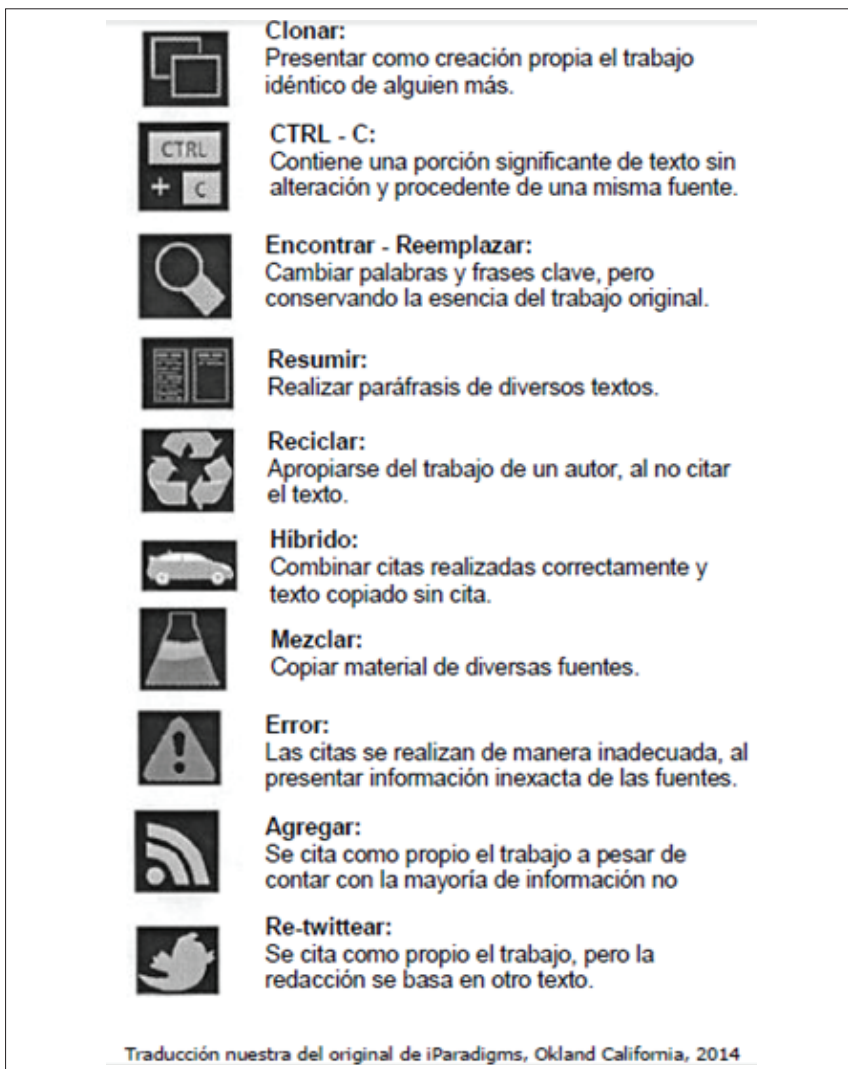 Clonar:
Presentar como creación propia el trabajo
idéntico de alguien más.
CTRL - C:
CTRL
+ C
Contiene una porción significante de texto sin
alteración y procedente de una misma fuente.
Encontrar - Reemplazar:
Cambiar palabras y frases clave, pero
conservando la esencia del trabajo original.
Resumir:
Realizar paráfrasis de diversos textos.
Reciclar:
Apropiarse del trabajo de un autor, al no citar
el texto.
Híbrido:
Combinar citas realizadas correctamente y
texto copiado sin cita.
Mezclar:
Copiar material de diversas fuentes.
Error:
Las citas se realizan de manera inadecuada, al
presentar información inexacta de las fuentes.
Agregar:
Se cita como propio el trabajo a pesar de
contar con la mayoría de información no
Re-twittear:
Se cita como propio el trabajo, pero la
redacción se basa en otro texto.
Traducción nuestra del original de iParadigms, Okland California, 2014